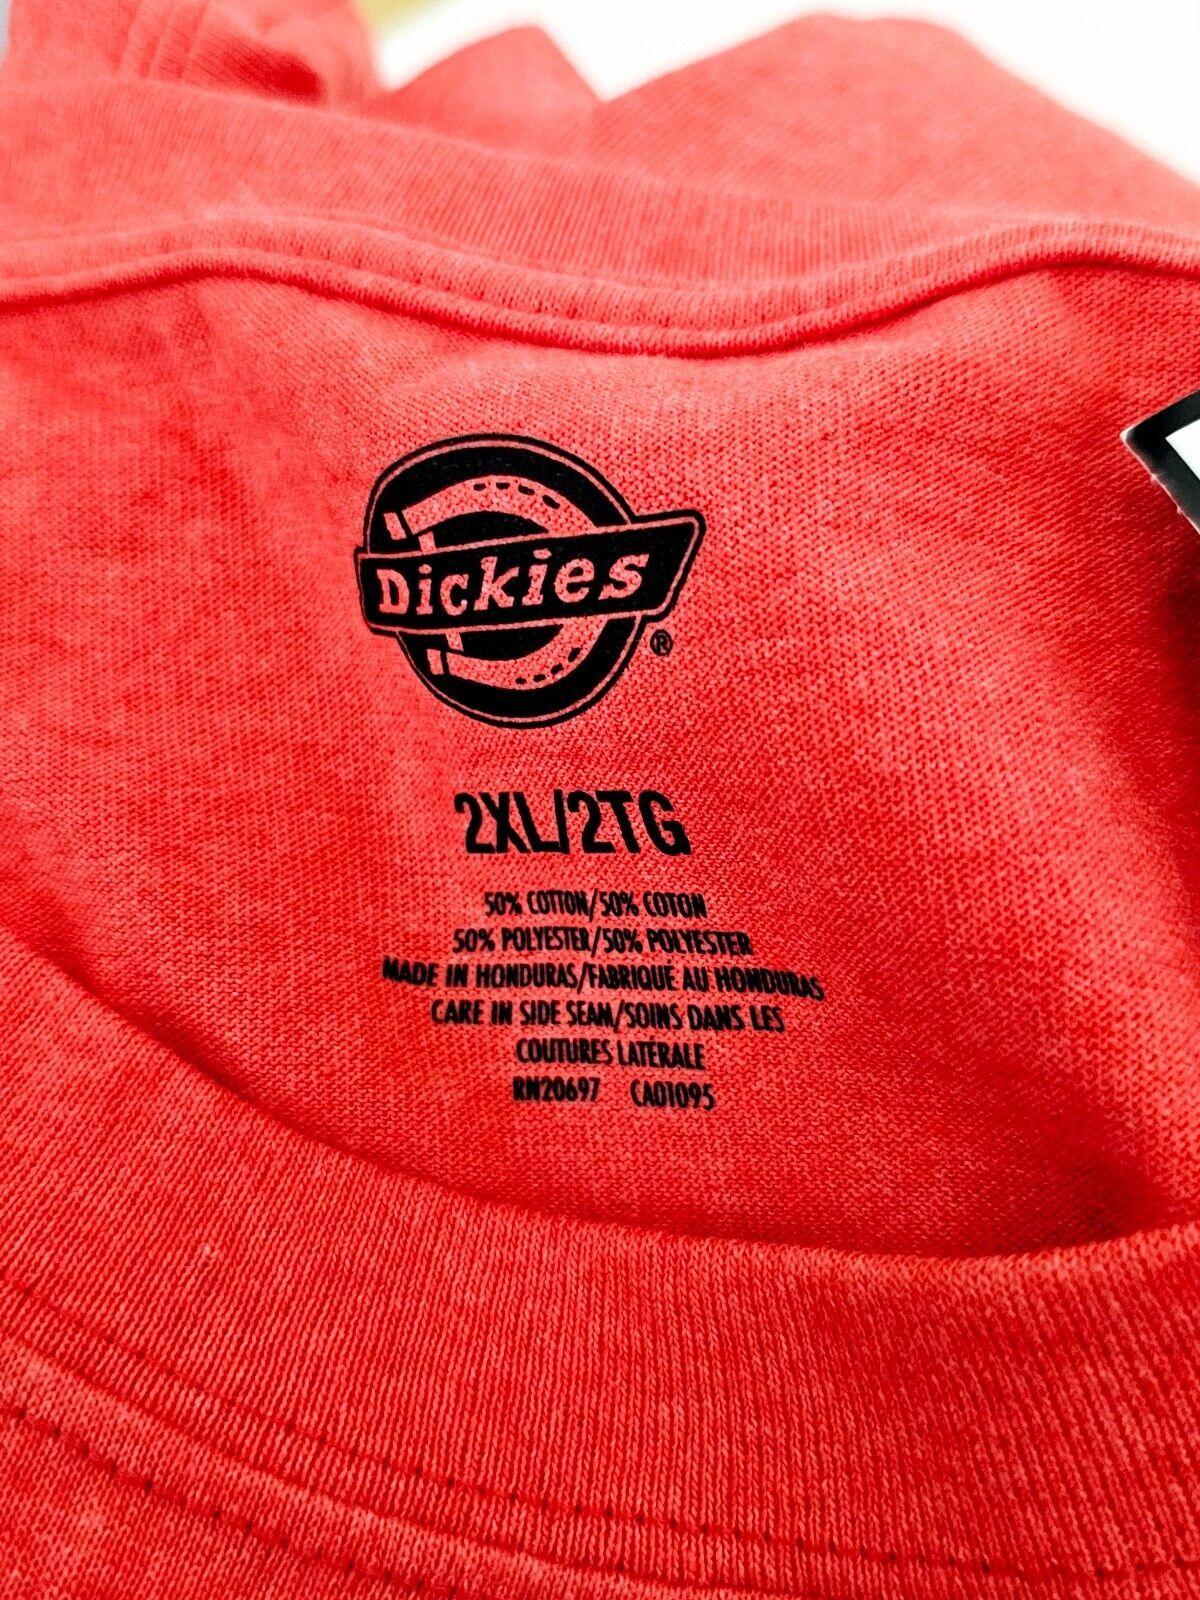 Dickies
®
2XL/2TG
50% COTTON/50% COTON
50% POLYESTER/50% POLYESTER
MADE IN HONDURAS/FABRIQUÉ AU HONDURAS
CARE IN SIDE SEAM/SOINS DANS LES
COUTURES LATÉRALE
RN20697 CA01095